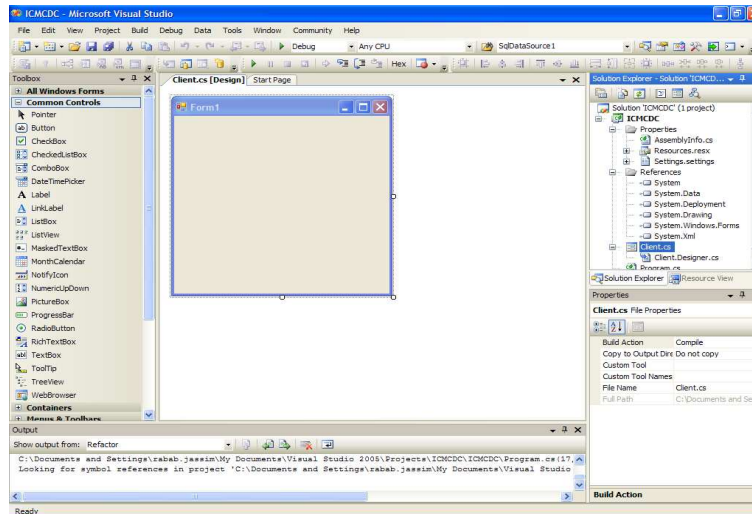 ICMCDC - Microsoft Visual Studio
File Edit View Project Build Debug Data Tools Window Community Help
Debug Any CPU SqlDataSource1
Hex
Toolbox
All Windows Forms
Common Controls
Pointer
Button
CheckBox
CheckedListBox
ComboBox
DateTimePicker
Label
LinkLabel
ListBox
ListView
MaskedTextBox
MonthCalendar
NotifyIcon
NumericUpDown
PictureBox
ProgressBar
RadioButton
RichTextBox
TextBox
ToolTip
TreeView
WebBrowser
Containers
Menus & Toolbars
Client.cs [Design] Start Page
Form1
Solution Explorer - Solution 'ICMCD...
Solution 'ICMCDC' (1 project)
ICMCDC
Properties
AssemblyInfo.cs
Resources.resx
Settings.settings
References
System
System.Data
System.Deployment
System.Drawing
System.Windows.Forms
System.Xml
Client.cs
Client.Designer.cs
Program.cs
Solution Explorer Resource View
Properties
Client.cs File Properties
Build Action Compile
Copy to Output Dire Do not copy
Custom Tool
Custom Tool Names
File Name Client.cs
Full Path C:\Documents and Se
Build Action
Output
Show output from: Refactor
C:\Documents and Settings\rabab.jassim\My Documents\Visual Studio 2005\Projects\ICMCDC\ICMCDC\Program.cs(17,
Looking for symbol references in project 'C:\Documents and Settings\rabab.jassim\My Documents\Visual Studio
Ready